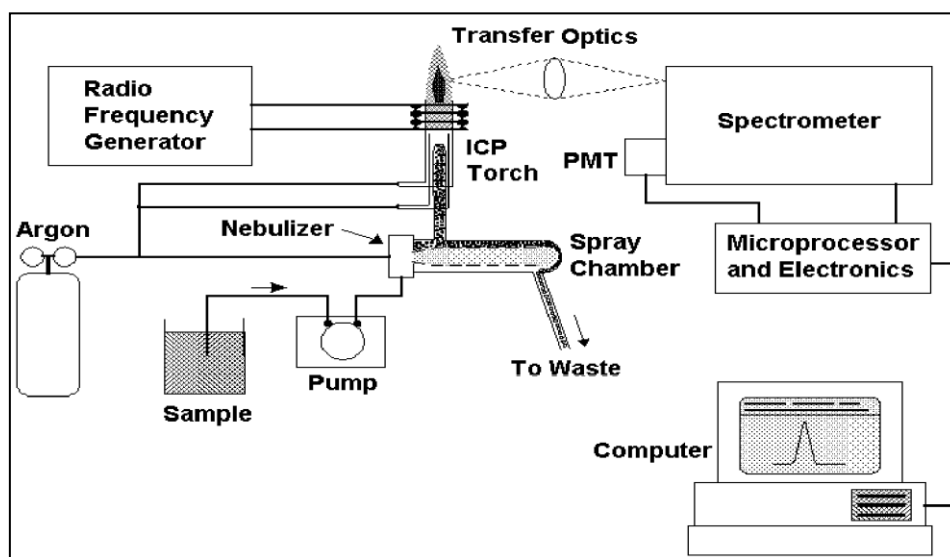 Transfer Optics
Radio
Frequency
Generator
Spectrometer
ICP
Torch
PMT
Nebulizer
Argon
Spray
Chamber
Microprocessor
and Electronics
Pump
To Waste
Sample
Computer